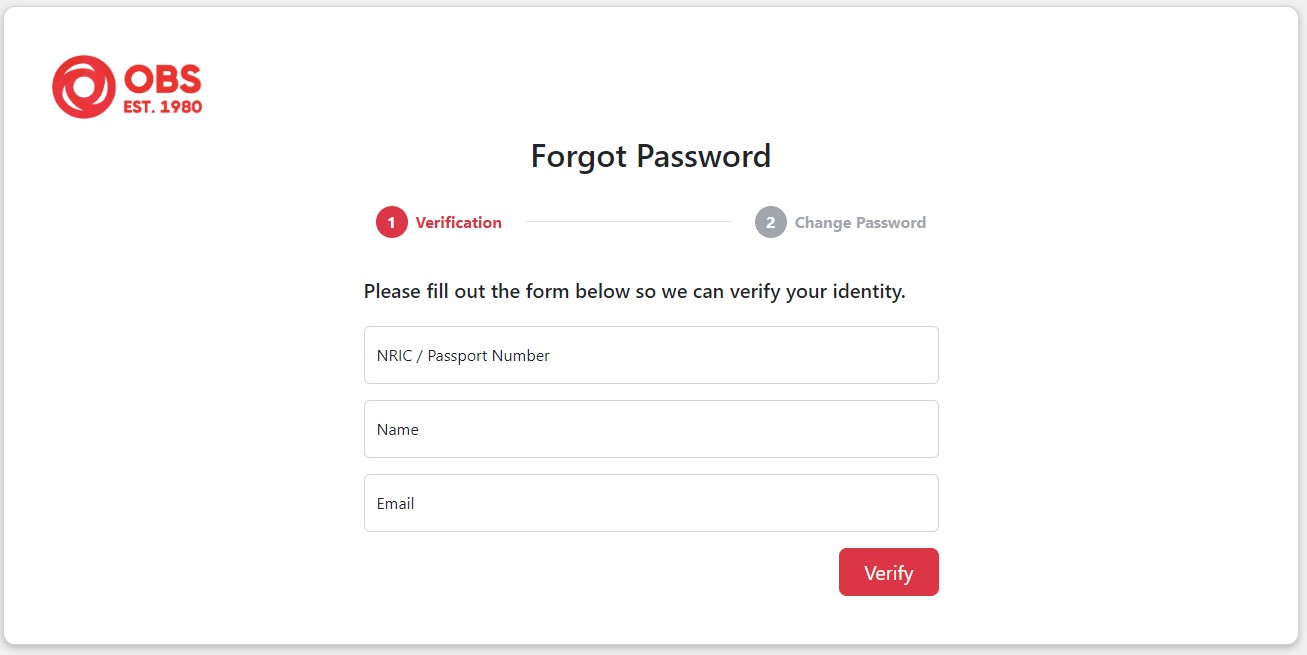 OBS
EST. 1980
Forgot Password
1 Verification
2 Change Password
Please fill out the form below so we can verify your identity.
NRIC / Passport Number
Name
Email
Verify